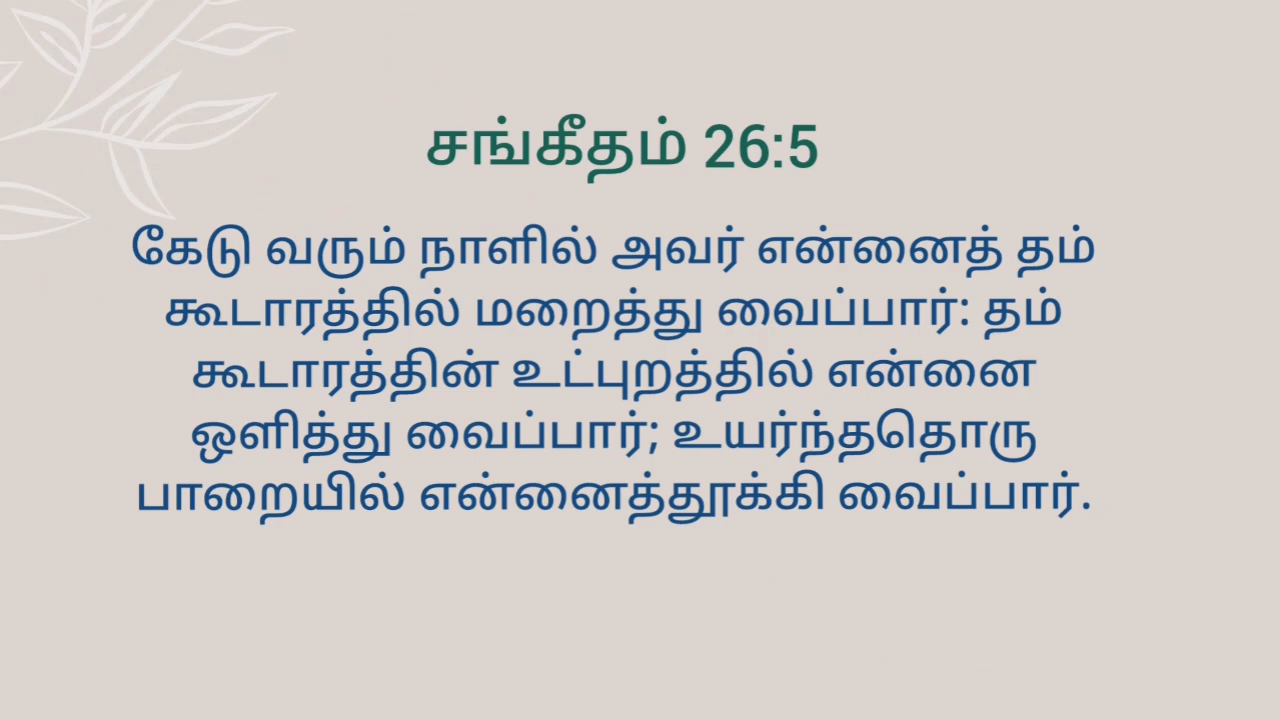 சங்கீதம் 26:5
கேடு வரும் நாளில் அவர் என்னைத் தம்
கூடாரத்தில் மறைத்து வைப்பார்: தம்
கூடாரத்தின் உட்புறத்தில் என்னை
ஒளித்து வைப்பார்; உயர்ந்ததொரு
பாறையில் என்னைத்தூக்கி வைப்பார்.